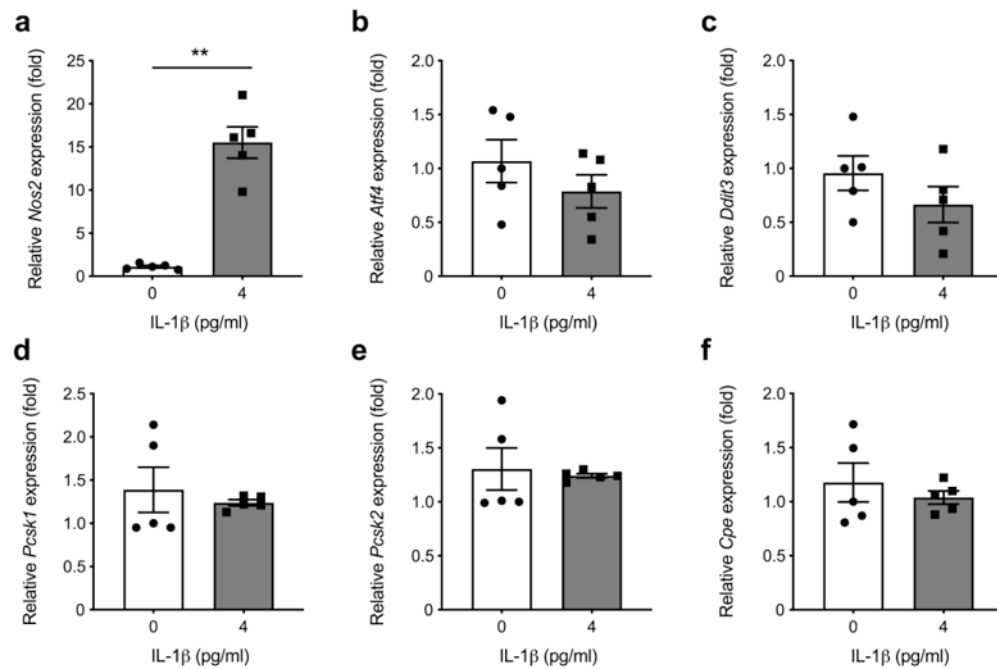 a
b
c
**
Relative Nos2 expression (fold)
25
20
15
10
5
0
0
4
IL-1β (pg/ml)
Relative Atf4 expression (fold)
2.0
1.5
1.0
0.5
0
0
4
IL-1β (pg/ml)
Relative Ddit3 expression (fold)
2.0
1.5
1.0
0.5
0
0
4
IL-1β (pg/ml)
d
e
f
Relative Pcsk1 expression (fold)
2.5
2.0
1.5
1.0
0.5
0
0
4
IL-1β (pg/ml)
Relative Pcsk2 expression (fold)
2.0
1.5
1.0
0.5
0
0
4
IL-1β (pg/ml)
Relative Cpe expression (fold)
2.0
1.5
1.0
0.5
0
0
4
IL-1β (pg/ml)